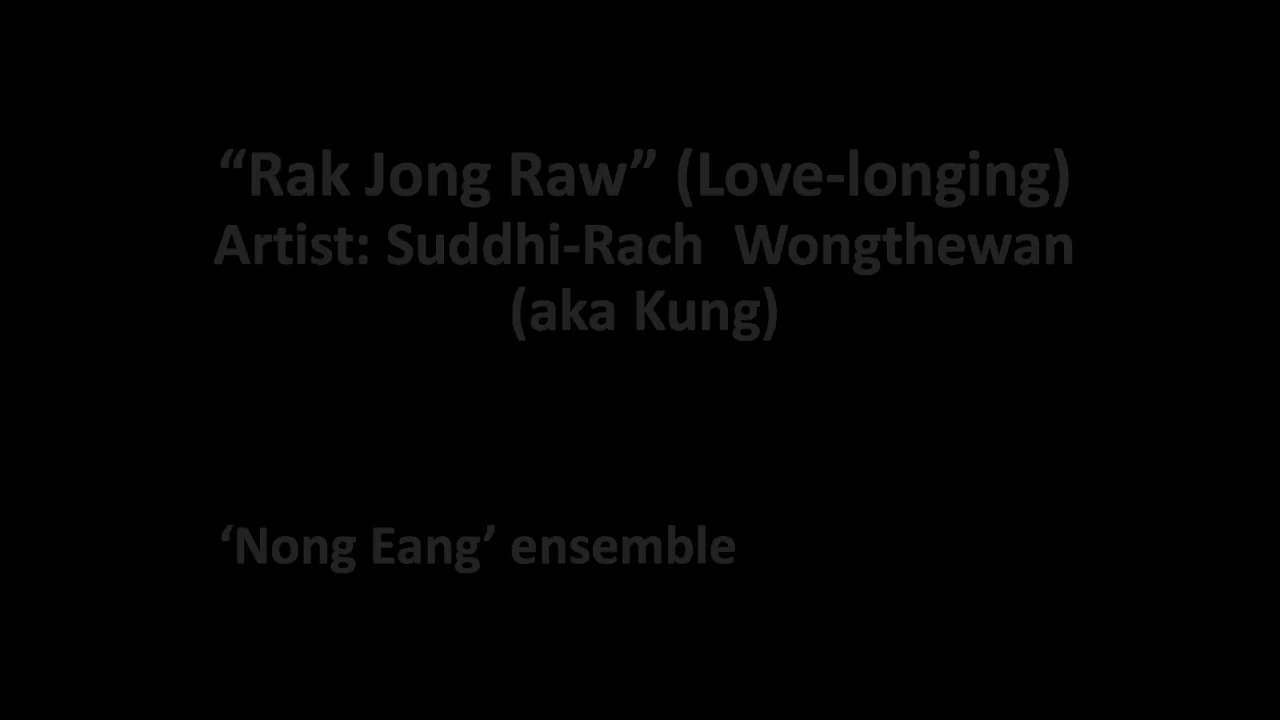 “Rak Jong Raw” (Love-longing)
Artist: Suddhi-Rach  Wongthewan
(aka Kung)
‘Nong Eang’ ensemble